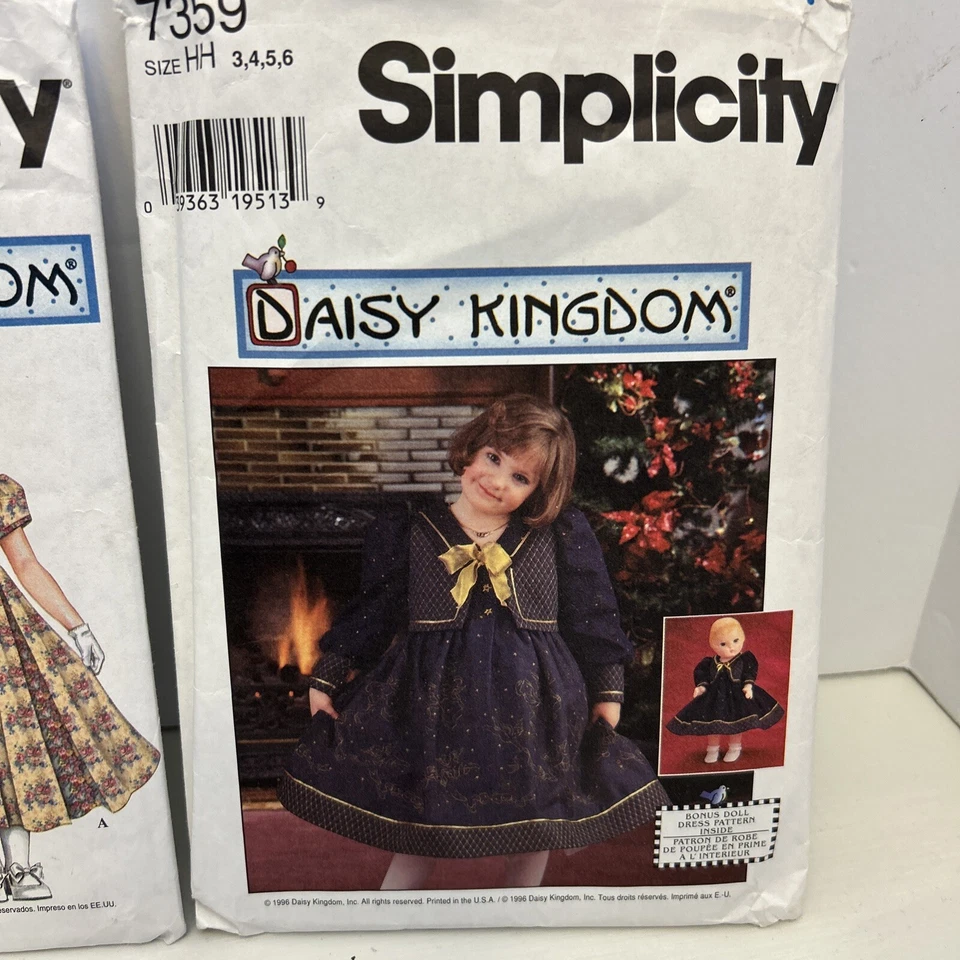 y®
OM®
A
eservados. Impreso en los EE.UU.
7359
SIZE HH 3,4,5,6
Simplicity
0 39363 19513 9
DAISY KINGDOM®
BONUS DOLL
DRESS PATTERN
INSIDE
PATRON DE ROBE
DE POUPÉE EN PRIME
A L'INTERIEUR
© 1996 Daisy Kingdom, Inc. All rights reserved. Printed in the U.S.A. / © 1996 Daisy Kingdom, Inc. Tous droits réservés. Imprimé aux E.-U.